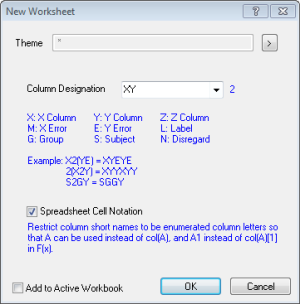 New Worksheet
Theme *
Column Designation XY 2
X: X Column Y: Y Column Z: Z Column
M: X Error E: Y Error L: Label
G: Group S: Subject N: Disregard
Example: X2(YE) = XYEYE
2(X2Y) = XYYXYY
S2GY = SGGY
Spreadsheet Cell Notation
Restrict column short names to be enumerated column letters so
that A can be used instead of col(A), and A1 instead of col(A)[1]
in F(x).
Add to Active Workbook OK Cancel